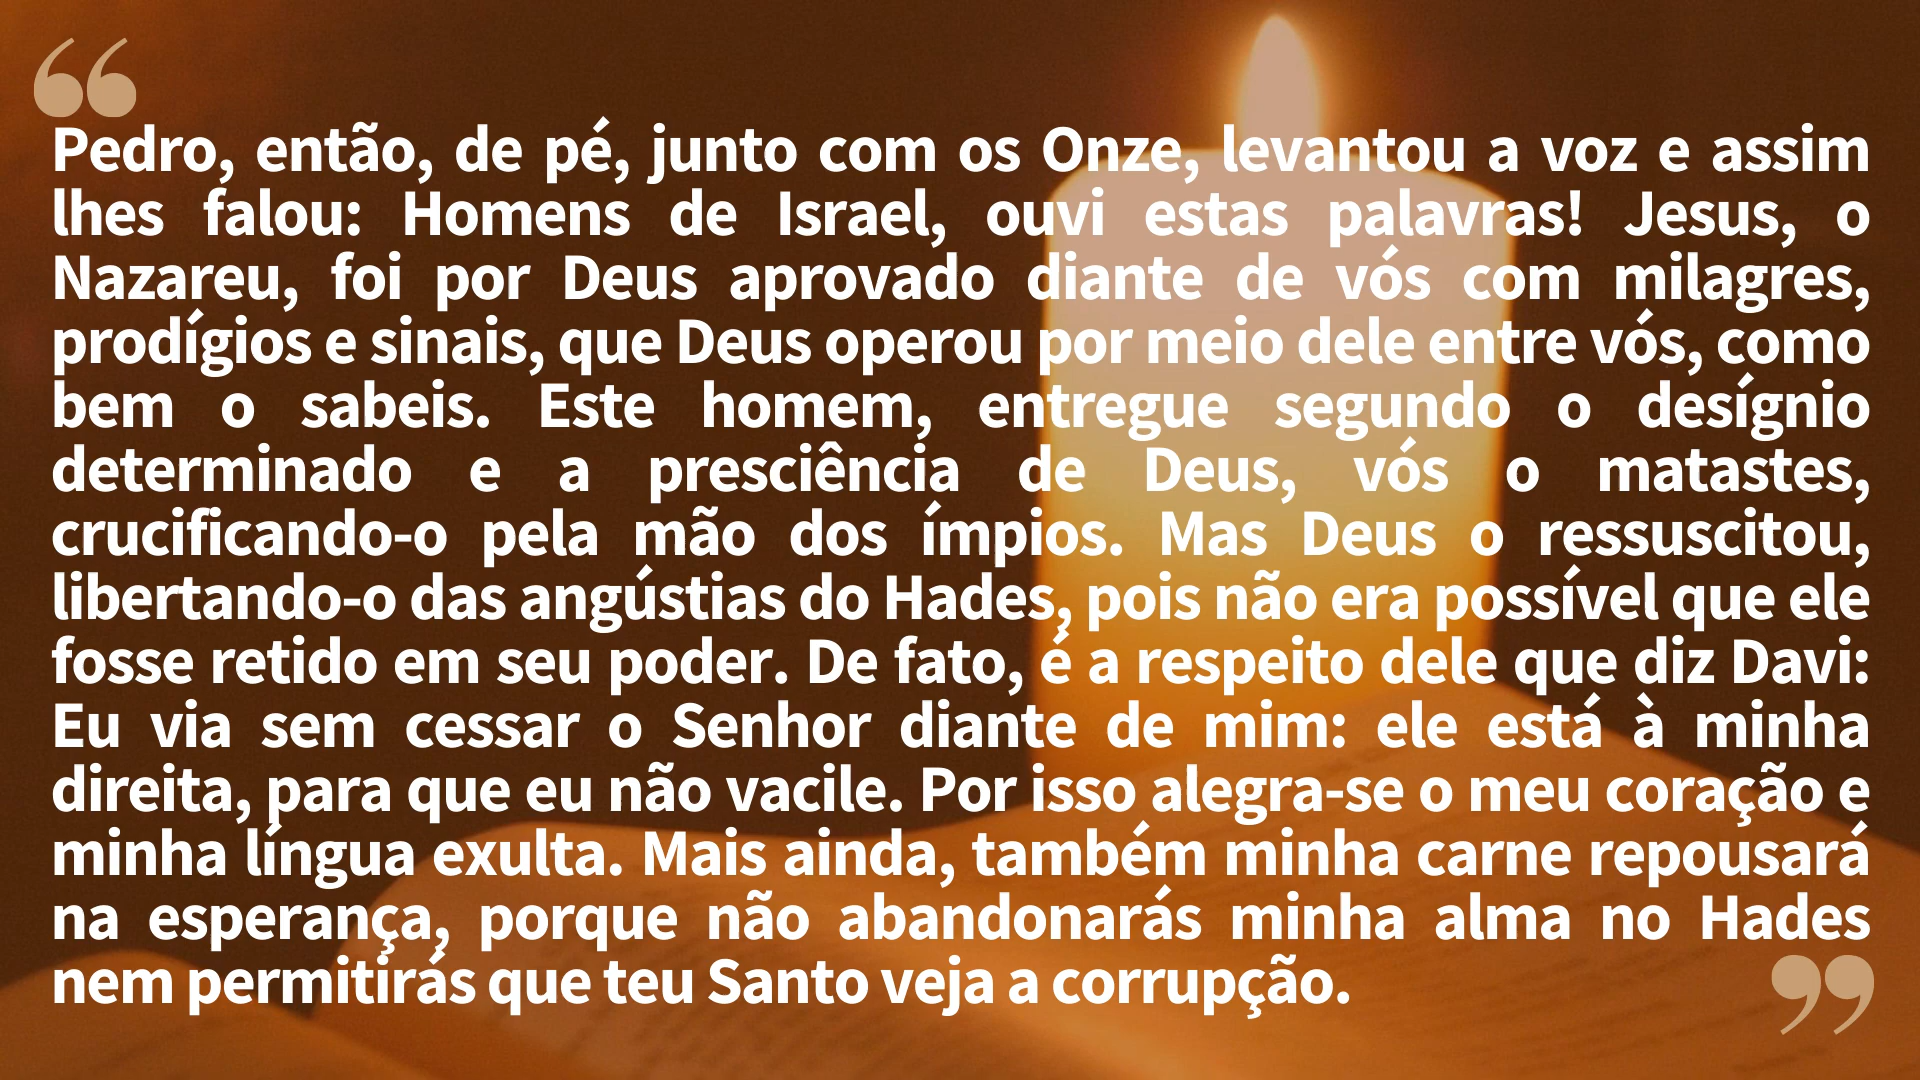 “
Pedro, então, de pé, junto com os Onze, levantou a voz e assim
lhes falou: Homens de Israel, ouvi estas palavras! Jesus, o
Nazareu, foi por Deus aprovado diante de vós com milagres,
prodígios e sinais, que Deus operou por meio dele entre vós, como
bem o sabeis. Este homem, entregue segundo o desígnio
determinado e a presciência de Deus, vós o matastes,
crucificando-o pela mão dos ímpios. Mas Deus o ressuscitou,
libertando-o das angústias do Hades, pois não era possível que ele
fosse retido em seu poder. De fato, é a respeito dele que diz Davi:
Eu via sem cessar o Senhor diante de mim: ele está à minha
direita, para que eu não vacile. Por isso alegra-se o meu coração e
minha língua exulta. Mais ainda, também minha carne repousará
na esperança, porque não abandonarás minha alma no Hades
nem permitirás que teu Santo veja a corrupção.
”